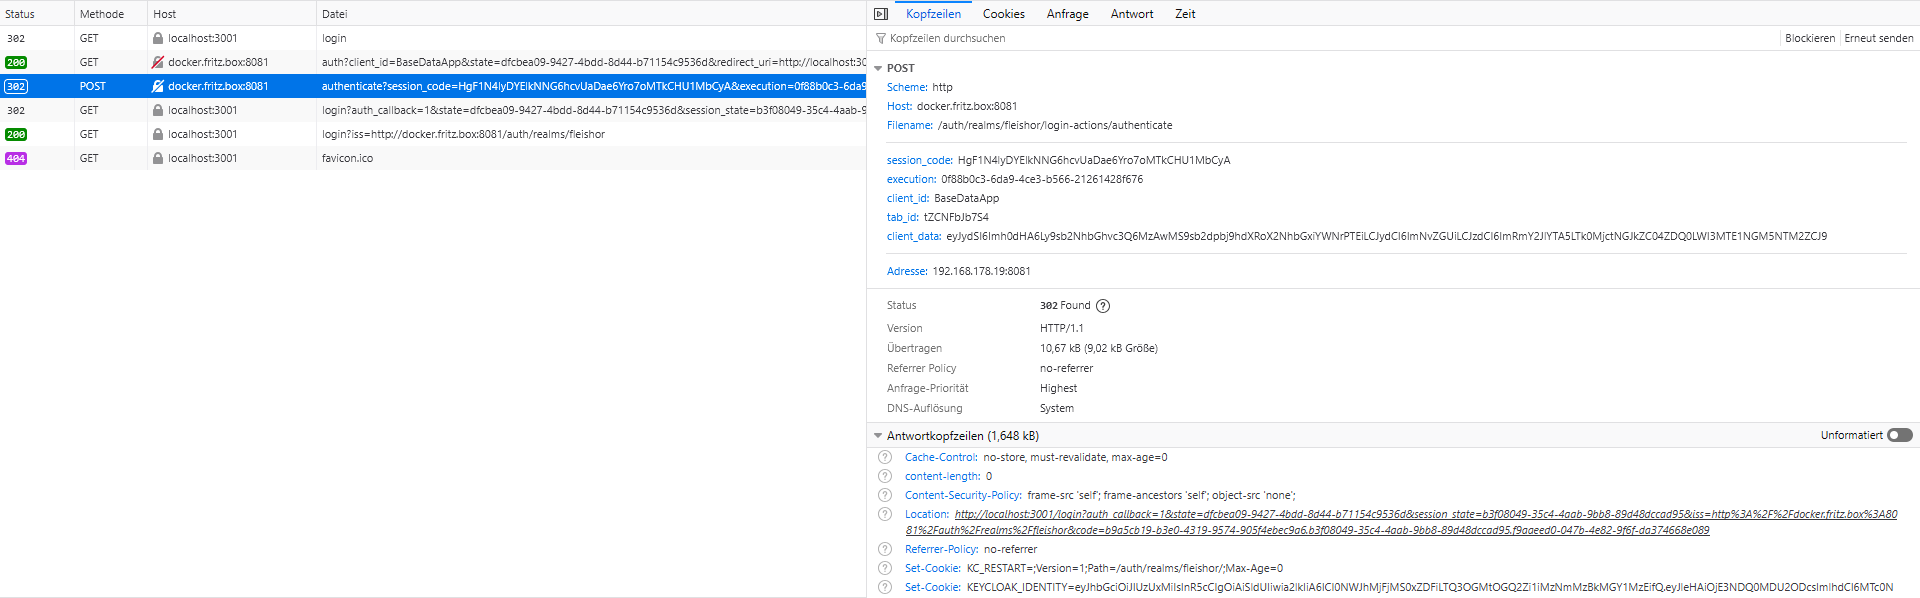 Status Methode Host Datei
302 GET localhost:3001 login
200 GET docker.fritz.box:8081 auth?client_id=BaseDataApp&state=dfcbea09-9427-4bdd-8d44-b71154c9536d&redirect_uri=http://localhost:30
302 POST docker.fritz.box:8081 authenticate?session_code=HgF1N4lyDYElkNNG6hcvUaDae6Yro7oMTkCHU1MbCyA&execution=0f88b0c3-6da9
302 GET localhost:3001 login?auth_callback=1&state=dfcbea09-9427-4bdd-8d44-b71154c9536d&session_state=b3f08049-35c4-4aab-9
200 GET localhost:3001 login?iss=http://docker.fritz.box:8081/auth/realms/fleishor
404 GET localhost:3001 favicon.ico
Kopfzeilen Cookies Anfrage Antwort Zeit
Kopfzeilen durchsuchen Blockieren Erneut senden
POST
Scheme: http
Host: docker.fritz.box:8081
Filename: /auth/realms/fleishor/login-actions/authenticate
session_code: HgF1N4lyDYElkNNG6hcvUaDae6Yro7oMTkCHU1MbCyA
execution: 0f88b0c3-6da9-4ce3-b566-21261428f676
client_id: BaseDataApp
tab_id: tZCNFbJb7S4
client_data: eyJydSI6Imh0dHA6Ly9sb2NhbGhvc3Q6MzAwMS9sb2dpbj9hdXRoX2NhbGxiYWNrPTEiLCJydCI6ImNvZGUiLCJzdCI6ImRmY2JlYTA5LTk0MjctNGJkZC04ZDQ0LWI3MTE1NGM5NTM2ZCJ9
Adresse: 192.168.178.19:8081
Status 302 Found
Version HTTP/1.1
Übertragen 10,67 kB (9,02 kB Größe)
Referrer Policy no-referrer
Anfrage-Priorität Highest
DNS-Auflösung System
Antwortkopfzeilen (1,648 kB) Unformatiert
Cache-Control: no-store, must-revalidate, max-age=0
content-length: 0
Content-Security-Policy: frame-src 'self'; frame-ancestors 'self'; object-src 'none';
Location: http://localhost:3001/login?auth_callback=1&state=dfcbea09-9427-4bdd-8d44-b71154c9536d&session_state=b3f08049-35c4-4aab-9bb8-89d48dccad95&iss=http%3A%2F%2Fdocker.fritz.box%3A80
81%2Fauth%2Frealms%2Ffleishor&code=b9a5cb19-b3e0-4319-9574-905f4ebec9a6.b3f08049-35c4-4aab-9bb8-89d48dccad95.f9aaeed0-047b-4e82-9f6f-da374668e089
Referrer-Policy: no-referrer
Set-Cookie: KC_RESTART=;Version=1;Path=/auth/realms/fleishor/;Max-Age=0
Set-Cookie: